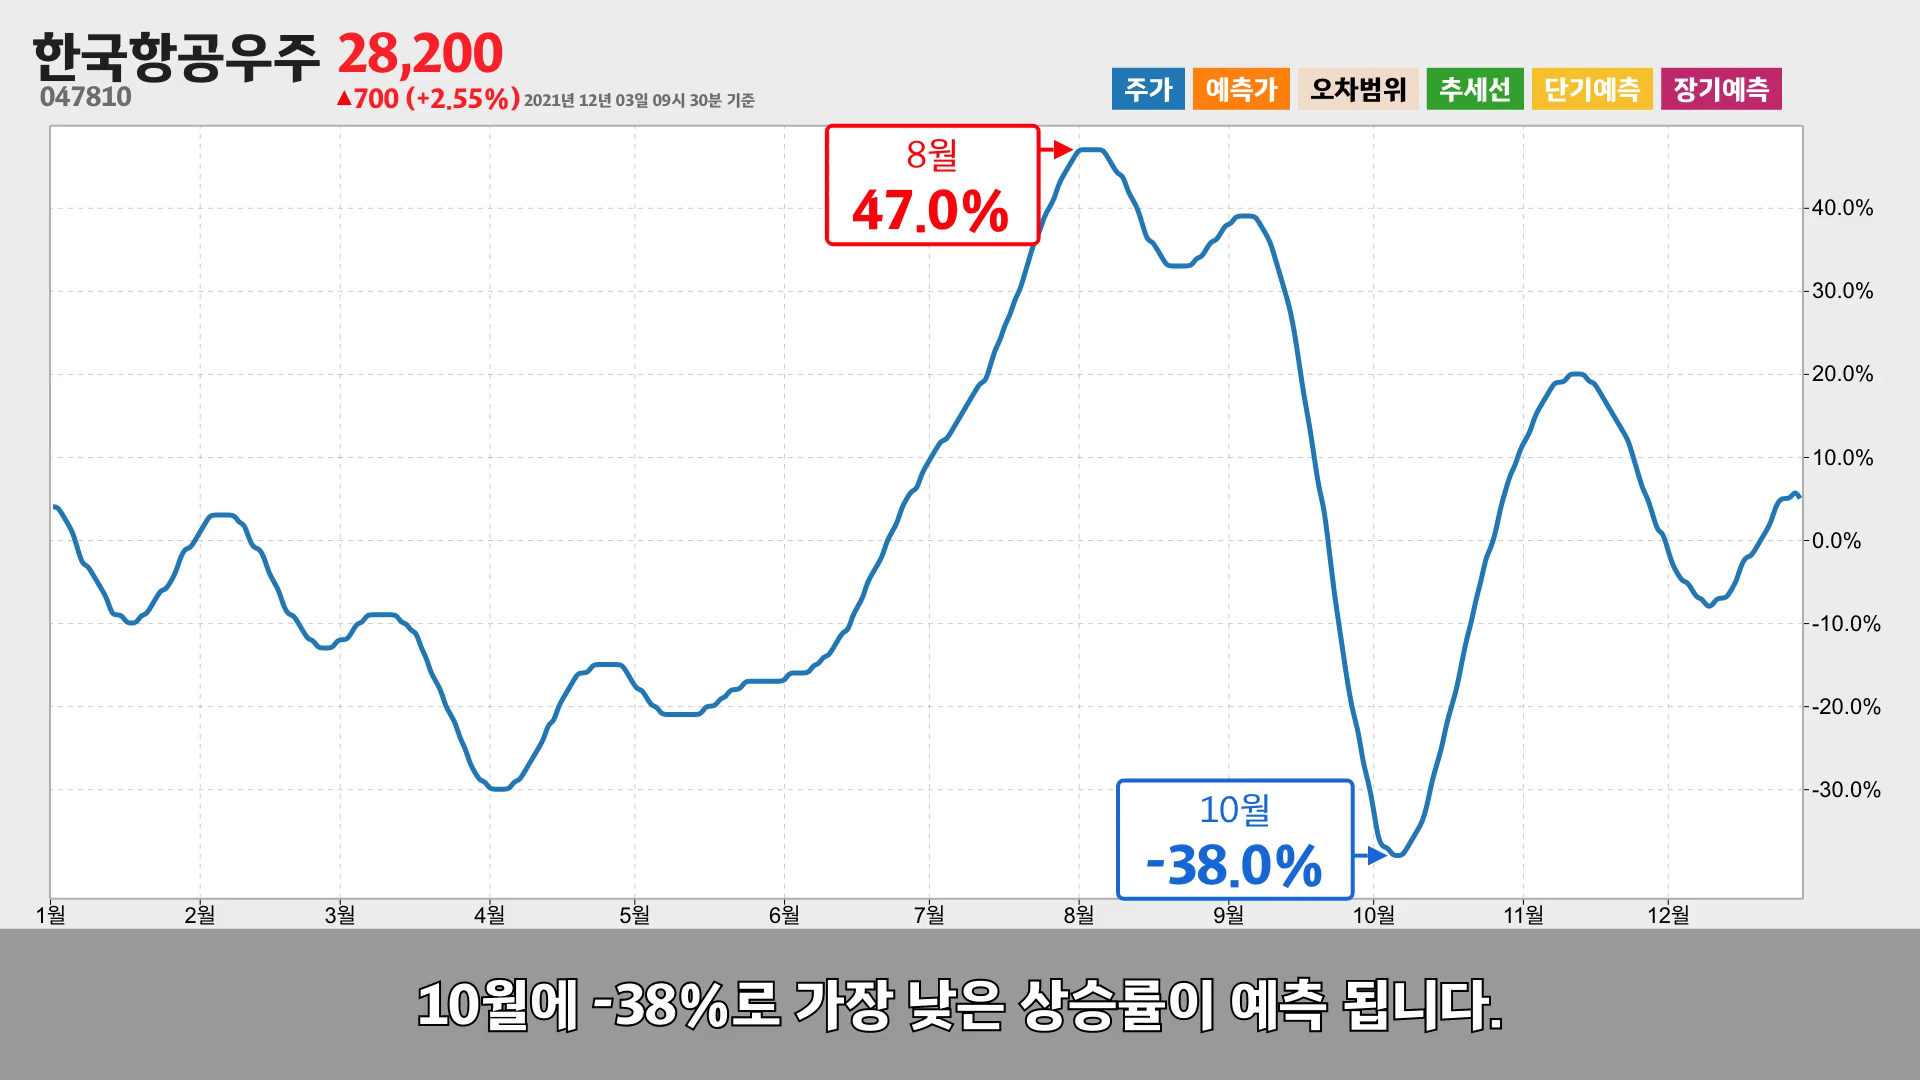 한국항공우주 28,200
047810 ▲700 (+2.55%) 2021년 12년 03일 09시 30분 기준
주가 예측가 오차범위 추세선 단기예측 장기예측
8월
47.0%
40.0%
30.0%
20.0%
10.0%
0.0%
-10.0%
-20.0%
-30.0%
10월
-38.0%
1월 2월 3월 4월 5월 6월 7월 8월 9월 10월 11월 12월
10월에 -38%로 가장 낮은 상승률이 예측 됩니다.